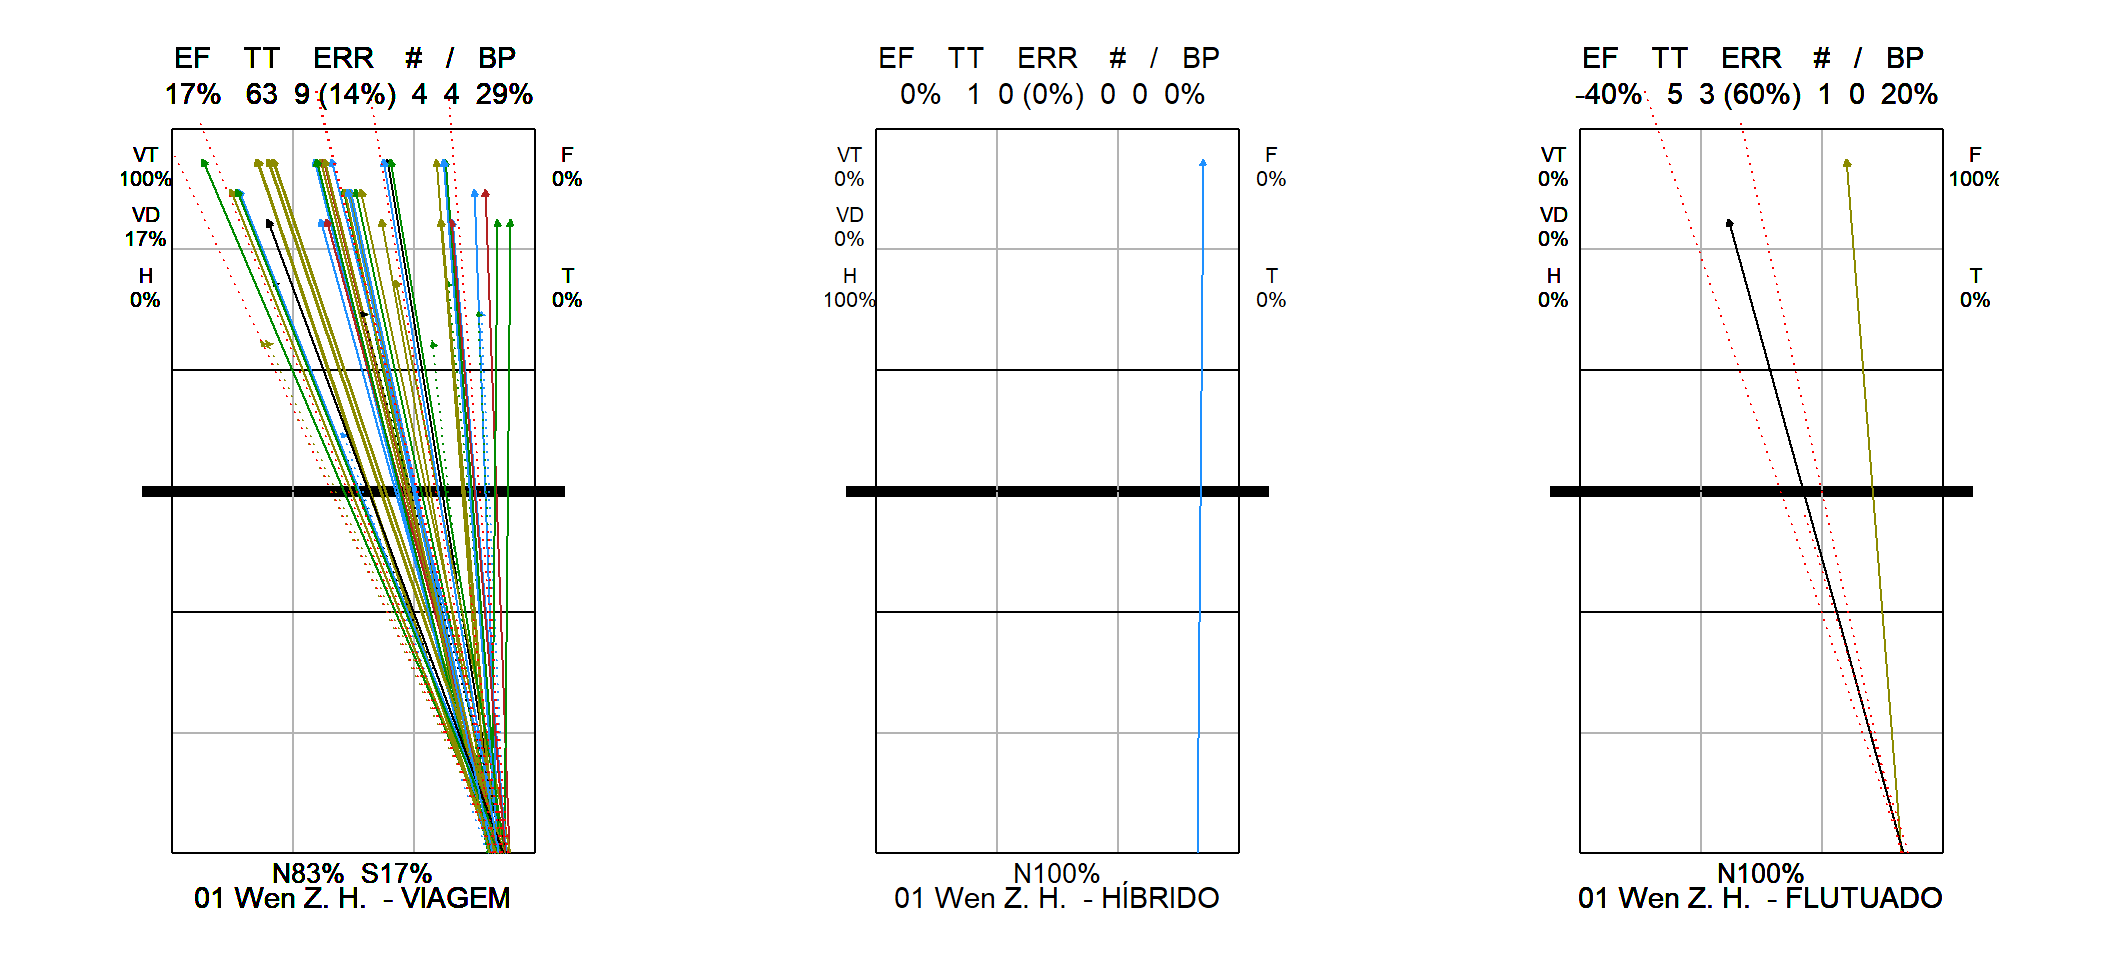 EF TT ERR # / BP
17% 63 9 (14%) 4 4 29%
VT
100%
VD
17%
H
0%
F
0%
T
0%
N83% S17%
01 Wen Z. H. - VIAGEM
EF TT ERR # / BP
0% 1 0 (0%) 0 0 0%
VT
0%
VD
0%
H
100%
F
0%
T
0%
N100%
01 Wen Z. H. - HÍBRIDO
EF TT ERR # / BP
-40% 5 3 (60%) 1 0 20%
VT
0%
VD
0%
H
0%
F
100%
T
0%
N100%
01 Wen Z. H. - FLUTUADO